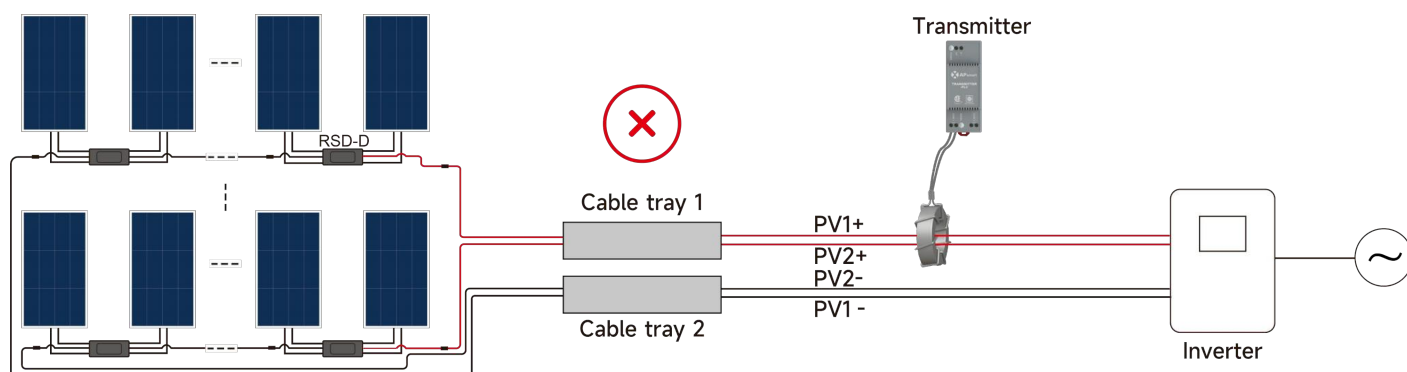 Transmitter
RSD-D
Cable tray 1
PV1+
PV2+
PV2-
PV1 -
Cable tray 2
Inverter